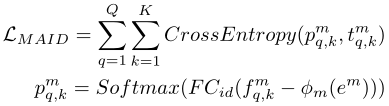 \mathcal{L}_{MAID} = \sum_{q=1}^{Q} \sum_{k=1}^{K} CrossEntropy(p_{q,k}^{m}, t_{q,k}^{m})
p_{q,k}^{m} = Softmax(FC_{id}(f_{q,k}^{m} - \phi_{m}(e^{m})))